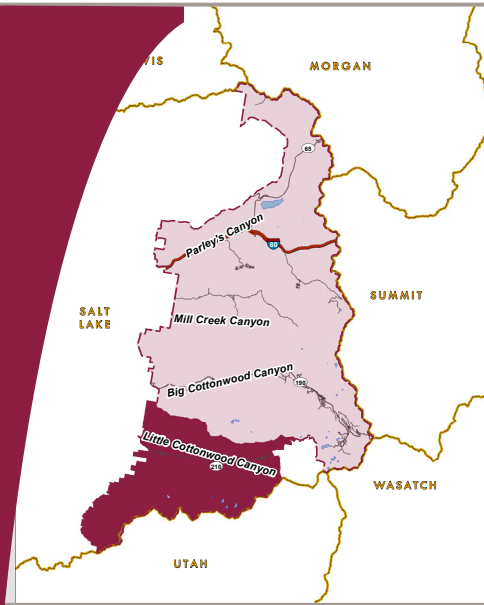 VIS
MORGAN
65
Parley's Canyon
80
SUMMIT
SALT
LAKE
Mill Creek Canyon
Big Cottonwood Canyon
190
Little Cottonwood Canyon
210
WASATCH
UTAH